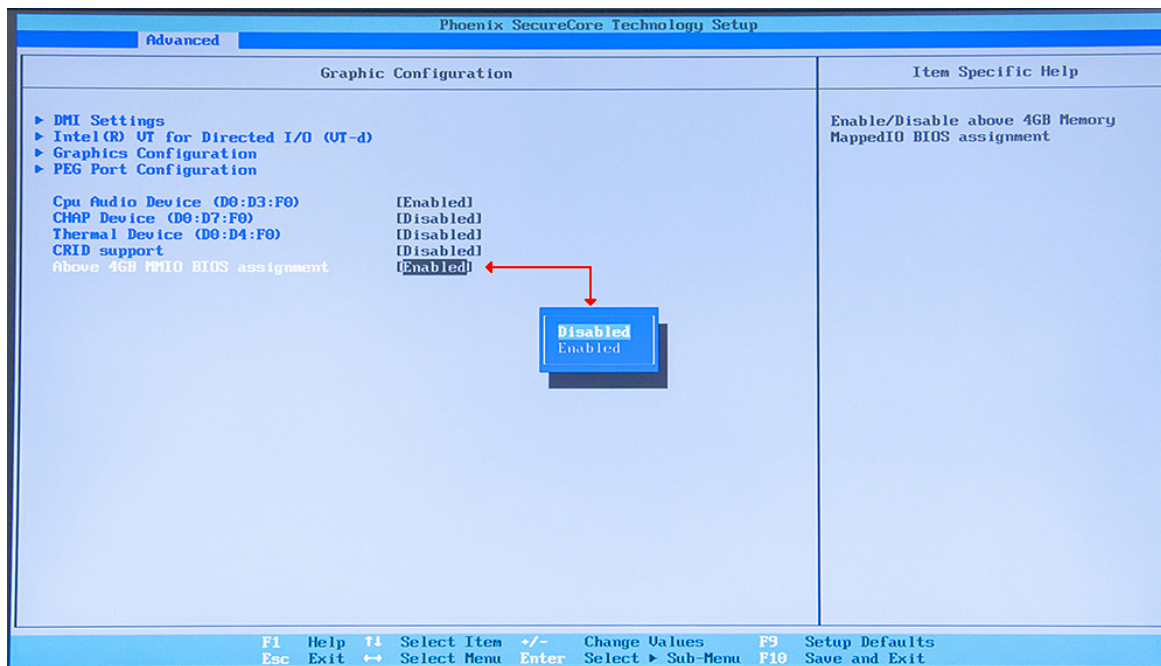 Phoenix SecureCore Technology Setup
Advanced
Graphic Configuration
Item Specific Help
▶ DMI Settings
▶ Intel(R) VT for Directed I/O (VT-d)
▶ Graphics Configuration
▶ PEG Port Configuration
Cpu Audio Device (D0:D3:F0) [Enabled]
CHAP Device (D0:D7:F0) [Disabled]
Thermal Device (D0:D4:F0) [Disabled]
CRID support [Disabled]
Above 4GB MMIO BIOS assignment [Enabled]
Disabled
Enabled
Enable/Disable above 4GB Memory
MappedIO BIOS assignment
F1 Help ↑↓ Select Item +/- Change Values F9 Setup Defaults
Esc Exit ↔ Select Menu Enter Select ▶ Sub-Menu F10 Save and Exit